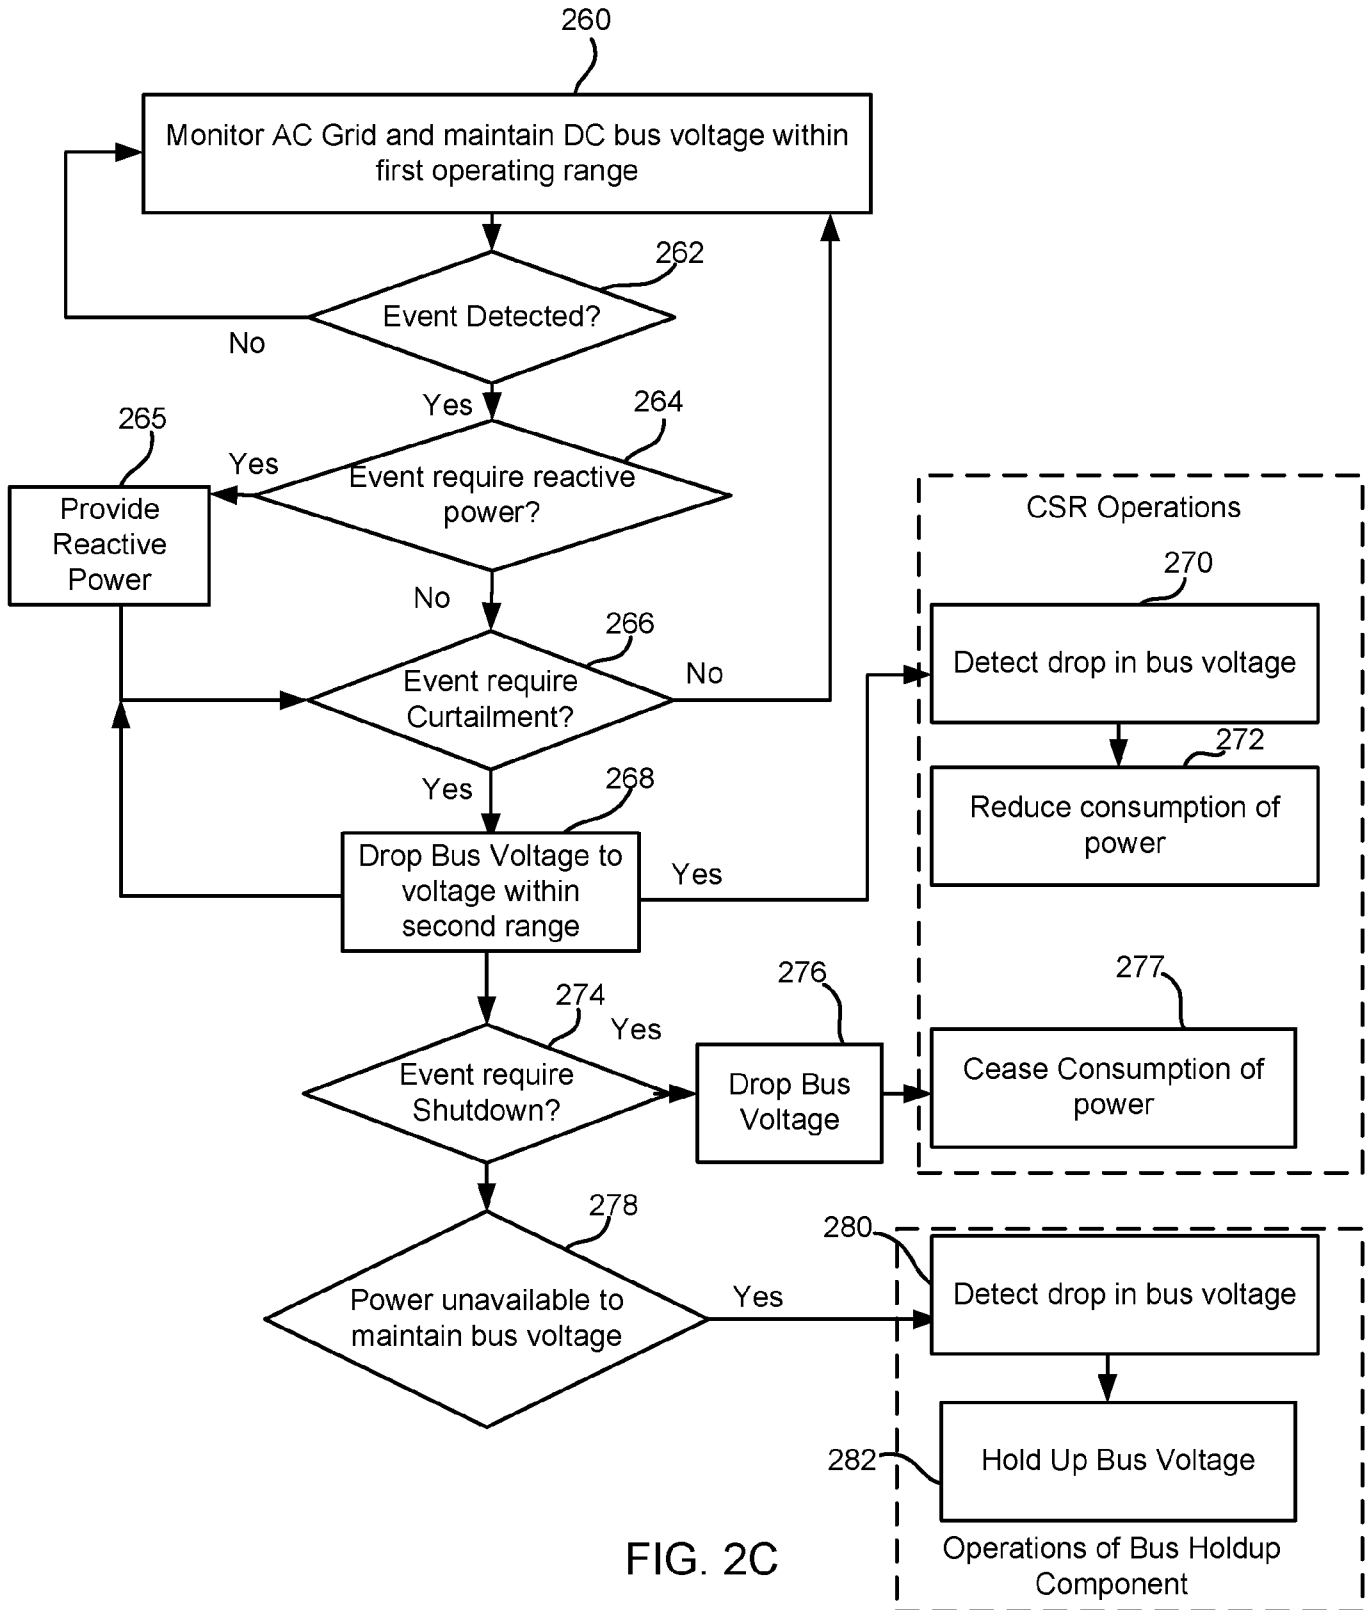 260
Monitor AC Grid and maintain DC bus voltage within
first operating range
262
Event Detected?
No
Yes
264
265
Yes
Event require reactive
power?
Provide
Reactive
Power
No
CSR Operations
270
266
Event require
Curtailment?
No
Detect drop in bus voltage
272
Yes
268
Reduce consumption of
power
Drop Bus Voltage to
voltage within
second range
Yes
277
276
274
Yes
Event require
Shutdown?
Drop Bus
Voltage
Cease Consumption of
power
278
280
Power unavailable to
maintain bus voltage
Yes
Detect drop in bus voltage
282
Hold Up Bus Voltage
Operations of Bus Holdup
Component
FIG. 2C